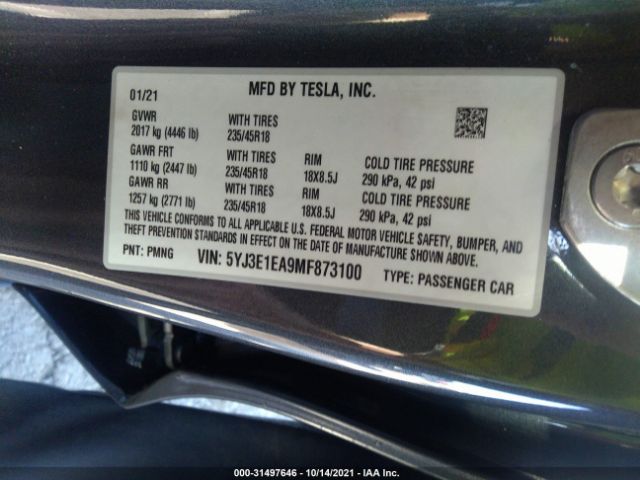 01/21 MFD BY TESLA, INC.
GVWR WITH TIRES
2017 kg (4446 lb) 235/45R18
GAWR FRT WITH TIRES RIM COLD TIRE PRESSURE
1110 kg (2447 lb) 235/45R18 18X8.5J 290 kPa, 42 psi
GAWR RR WITH TIRES RIM COLD TIRE PRESSURE
1257 kg (2771 lb) 235/45R18 18X8.5J 290 kPa, 42 psi
THIS VEHICLE CONFORMS TO ALL APPLICABLE U.S. FEDERAL MOTOR VEHICLE SAFETY, BUMPER, AND
THEFT PREVENTION STANDARDS IN EFFECT ON THE DATE OF MANUFACTURE SHOWN ABOVE.
PNT: PMNG VIN: 5YJ3E1EA9MF873100 TYPE: PASSENGER CAR
000-31497646 - 10/14/2021 - IAA Inc.